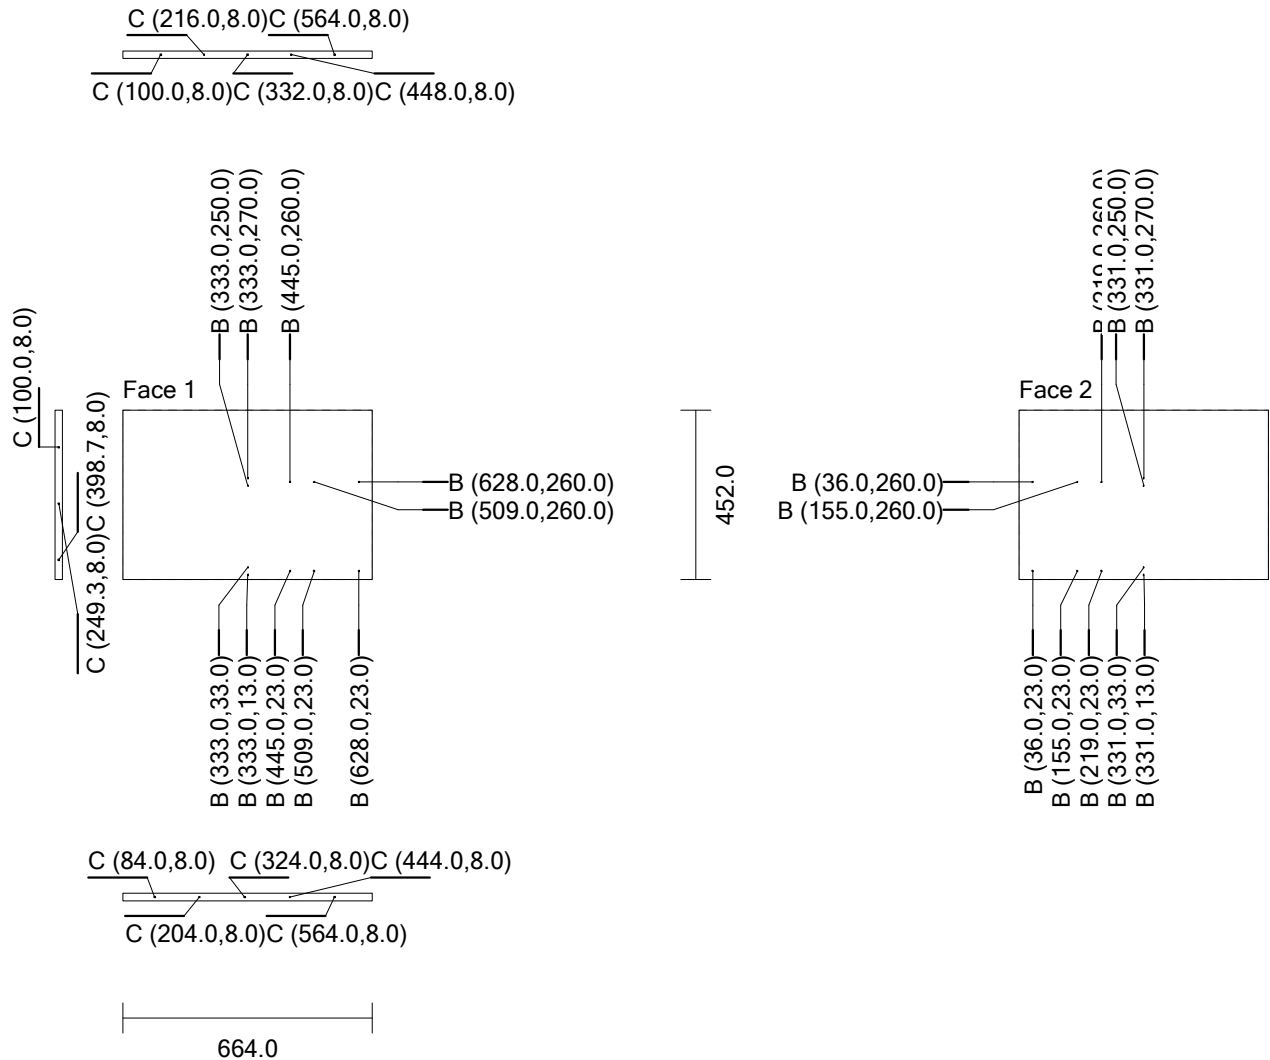 C (216.0,8.0)C (564.0,8.0)
C (100.0,8.0)C (332.0,8.0)C (448.0,8.0)
B (333.0,250.0)
B (333.0,270.0)
B (445.0,260.0)
B (219.0,260.0)
B (331.0,250.0)
B (331.0,270.0)
C (100.0,8.0)
C (249.3,8.0)C (398.7,8.0)
Face 1
Face 2
B (628.0,260.0)
B (509.0,260.0)
452.0
B (36.0,260.0)
B (155.0,260.0)
B (333.0,33.0)
B (333.0,13.0)
B (445.0,23.0)
B (509.0,23.0)
B (628.0,23.0)
B (36.0,23.0)
B (155.0,23.0)
B (219.0,23.0)
B (331.0,33.0)
B (331.0,13.0)
C (84.0,8.0) C (324.0,8.0)C (444.0,8.0)
C (204.0,8.0)C (564.0,8.0)
664.0